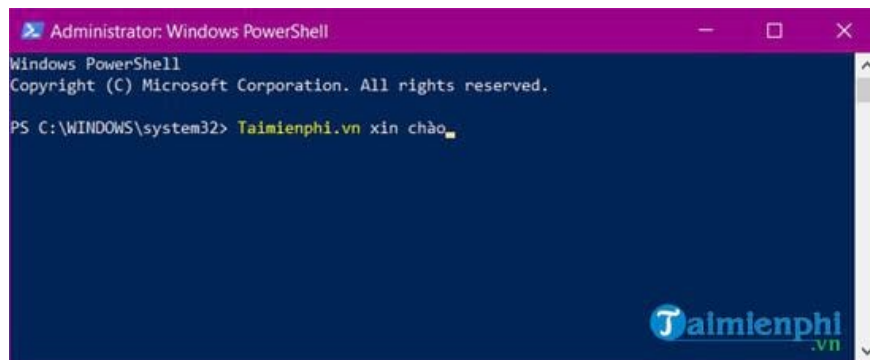 Administrator: Windows PowerShell
Windows PowerShell
Copyright (C) Microsoft Corporation. All rights reserved.
PS C:\WINDOWS\system32> Taimienphi.vn xin chào
Taimienphi
.vn